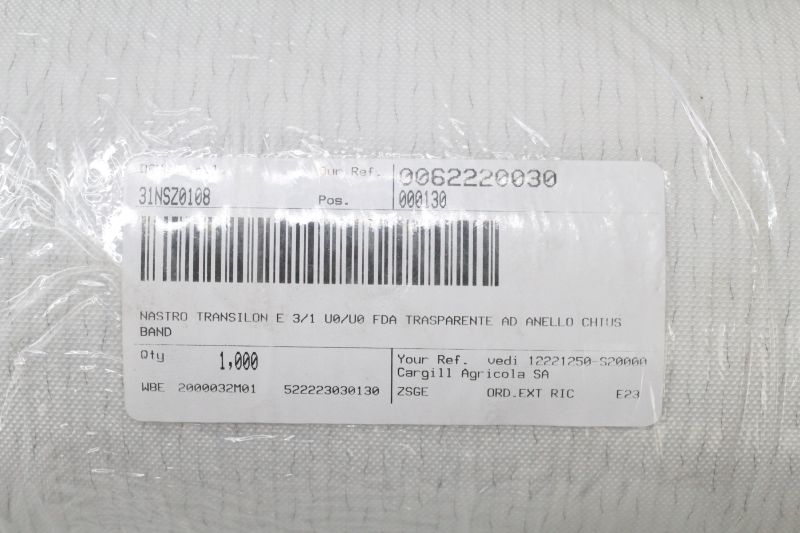 Our Ref. 0062220030
31NSZ0108 Pos. 000130
NASTRO TRANSILON E 3/1 U0/U0 FDA TRASPARENTE AD ANELLO CHIUS
BAND
Qty 1,000 Your Ref. vedi 12221250-S20000
Cargill Agricola SA
WBE 2000032M01 522223030130 ZSGE ORD.EXT RIC E23